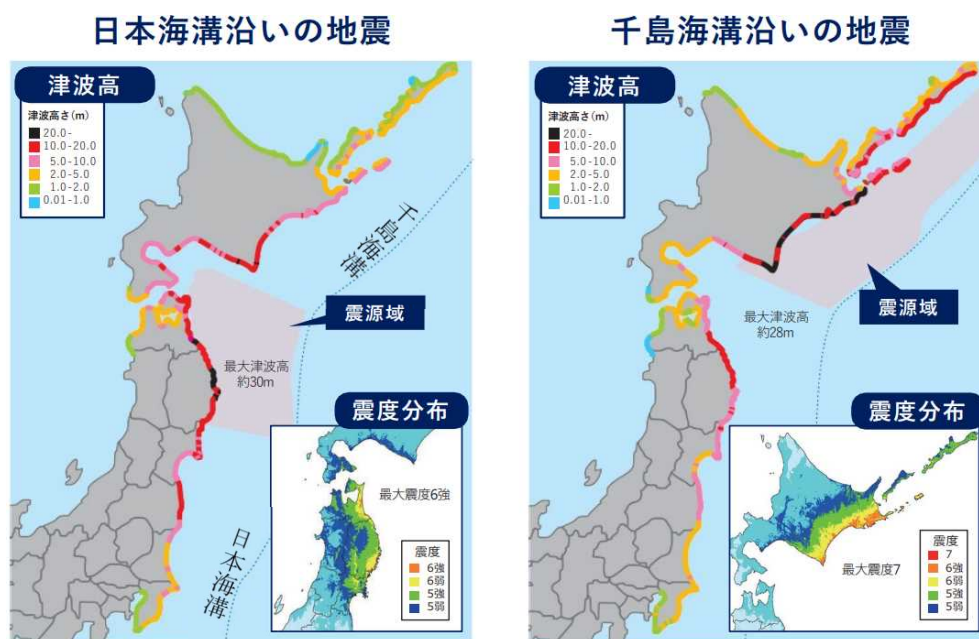 日本海溝沿いの地震
津波高
津波高さ(m)
20.0-
10.0-20.0
5.0-10.0
2.0-5.0
1.0-2.0
0.01-1.0
千島海溝
震源域
最大津波高
約30m
日本海溝
震度分布
最大震度6強
震度
6強
6弱
5強
5弱
千島海溝沿いの地震
津波高
津波高さ(m)
20.0-
10.0-20.0
5.0-10.0
2.0-5.0
1.0-2.0
0.01-1.0
震源域
最大津波高
約28m
震度分布
最大震度7
震度
7
6強
6弱
5強
5弱